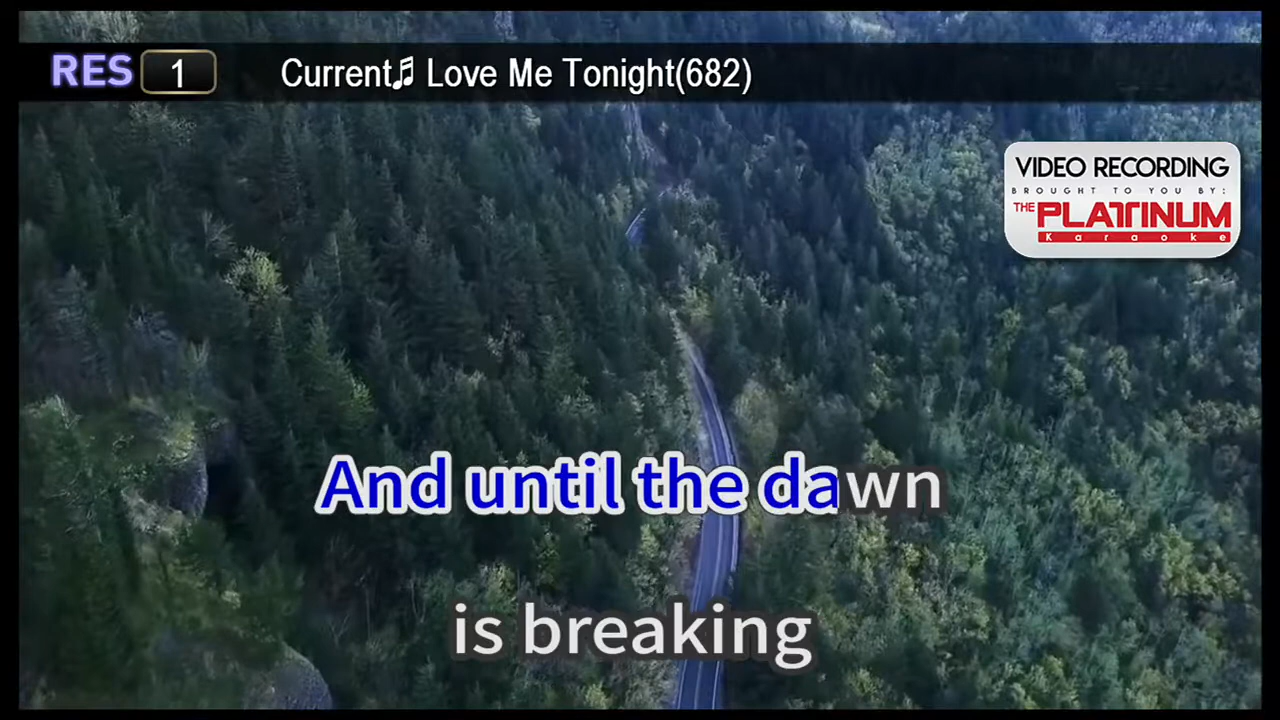 RES 1 Current♫ Love Me Tonight(682)
VIDEO RECORDING
BROUGHT TO YOU BY:
THE PLATINUM
Karaoke
And until the dawn
is breaking